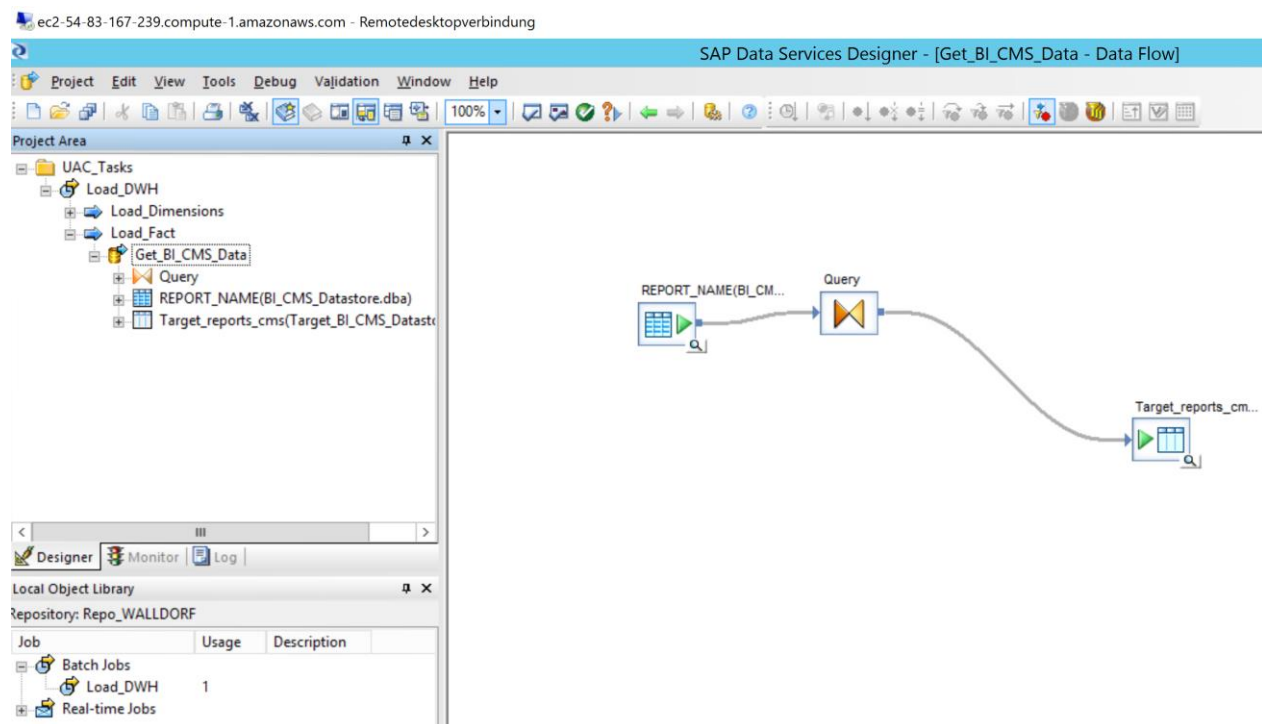 ec2-54-83-167-239.compute-1.amazonaws.com - Remotedesktopverbindung
SAP Data Services Designer - [Get_BI_CMS_Data - Data Flow]
Project Edit View Tools Debug Validation Window Help
100%
Project Area
UAC_Tasks
Load_DWH
Load_Dimensions
Load_Fact
Get_BI_CMS_Data
Query
REPORT_NAME(BI_CMS_Datastore.dba)
Target_reports_cms(Target_BI_CMS_Datasto
Designer Monitor Log
Local Object Library
Repository: Repo_WALLDORF
Job Usage Description
Batch Jobs
Load_DWH 1
Real-time Jobs
REPORT_NAME(BI_CM...
Query
Target_reports_cm...